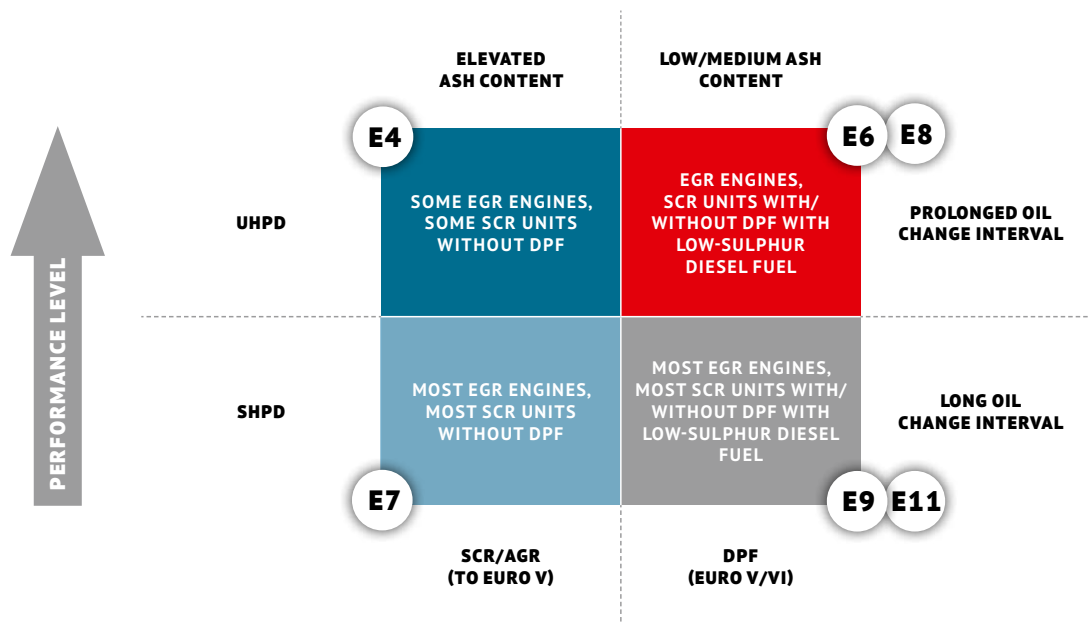 ELEVATED
ASH CONTENT
LOW/MEDIUM ASH
CONTENT
E4
E6
E8
PERFORMANCE LEVEL
UHPD
SOME EGR ENGINES,
SOME SCR UNITS
WITHOUT DPF
EGR ENGINES,
SCR UNITS WITH/
WITHOUT DPF WITH
LOW-SULPHUR
DIESEL FUEL
PROLONGED OIL
CHANGE INTERVAL
SHPD
MOST EGR ENGINES,
MOST SCR UNITS
WITHOUT DPF
MOST EGR ENGINES,
MOST SCR UNITS WITH/
WITHOUT DPF WITH
LOW-SULPHUR DIESEL
FUEL
LONG OIL
CHANGE INTERVAL
E7
E9
E11
SCR/AGR
(TO EURO V)
DPF
(EURO V/VI)